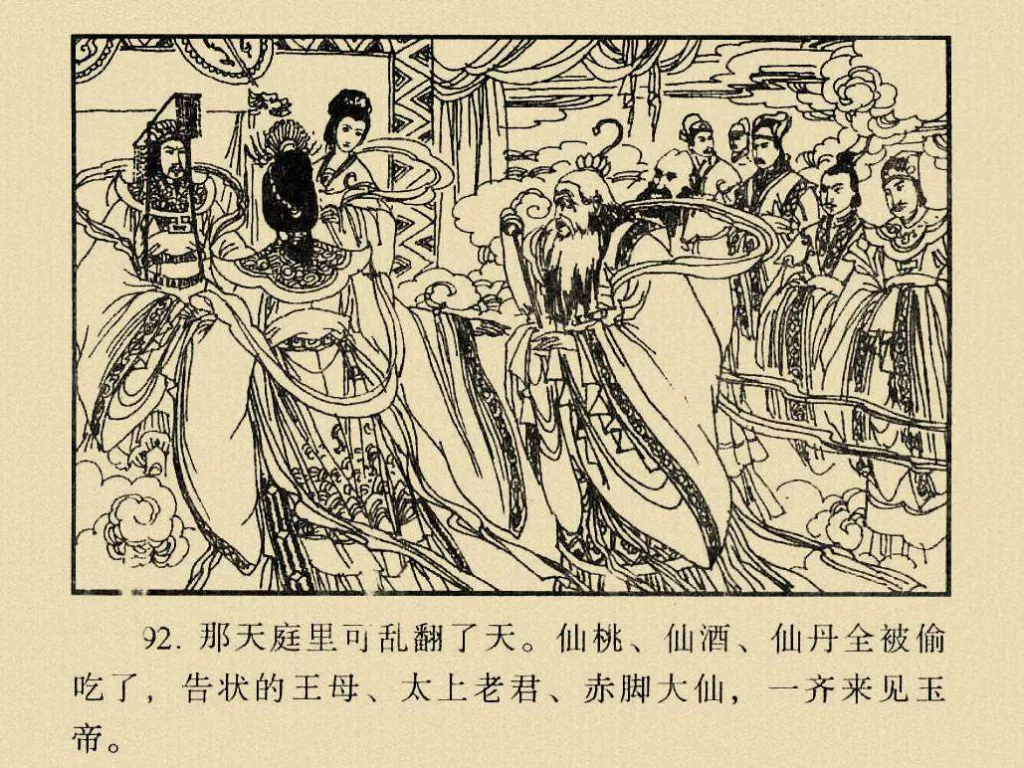 92. 那天庭里可乱翻了天。仙桃、仙酒、仙丹全被偷
吃了，告状的王母、太上老君、赤脚大仙，一齐来见玉
帝。